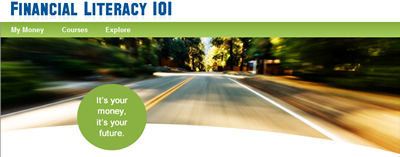 FINANCIAL LITERACY 101
My Money Courses Explore
It's your
money,
it's your
future.